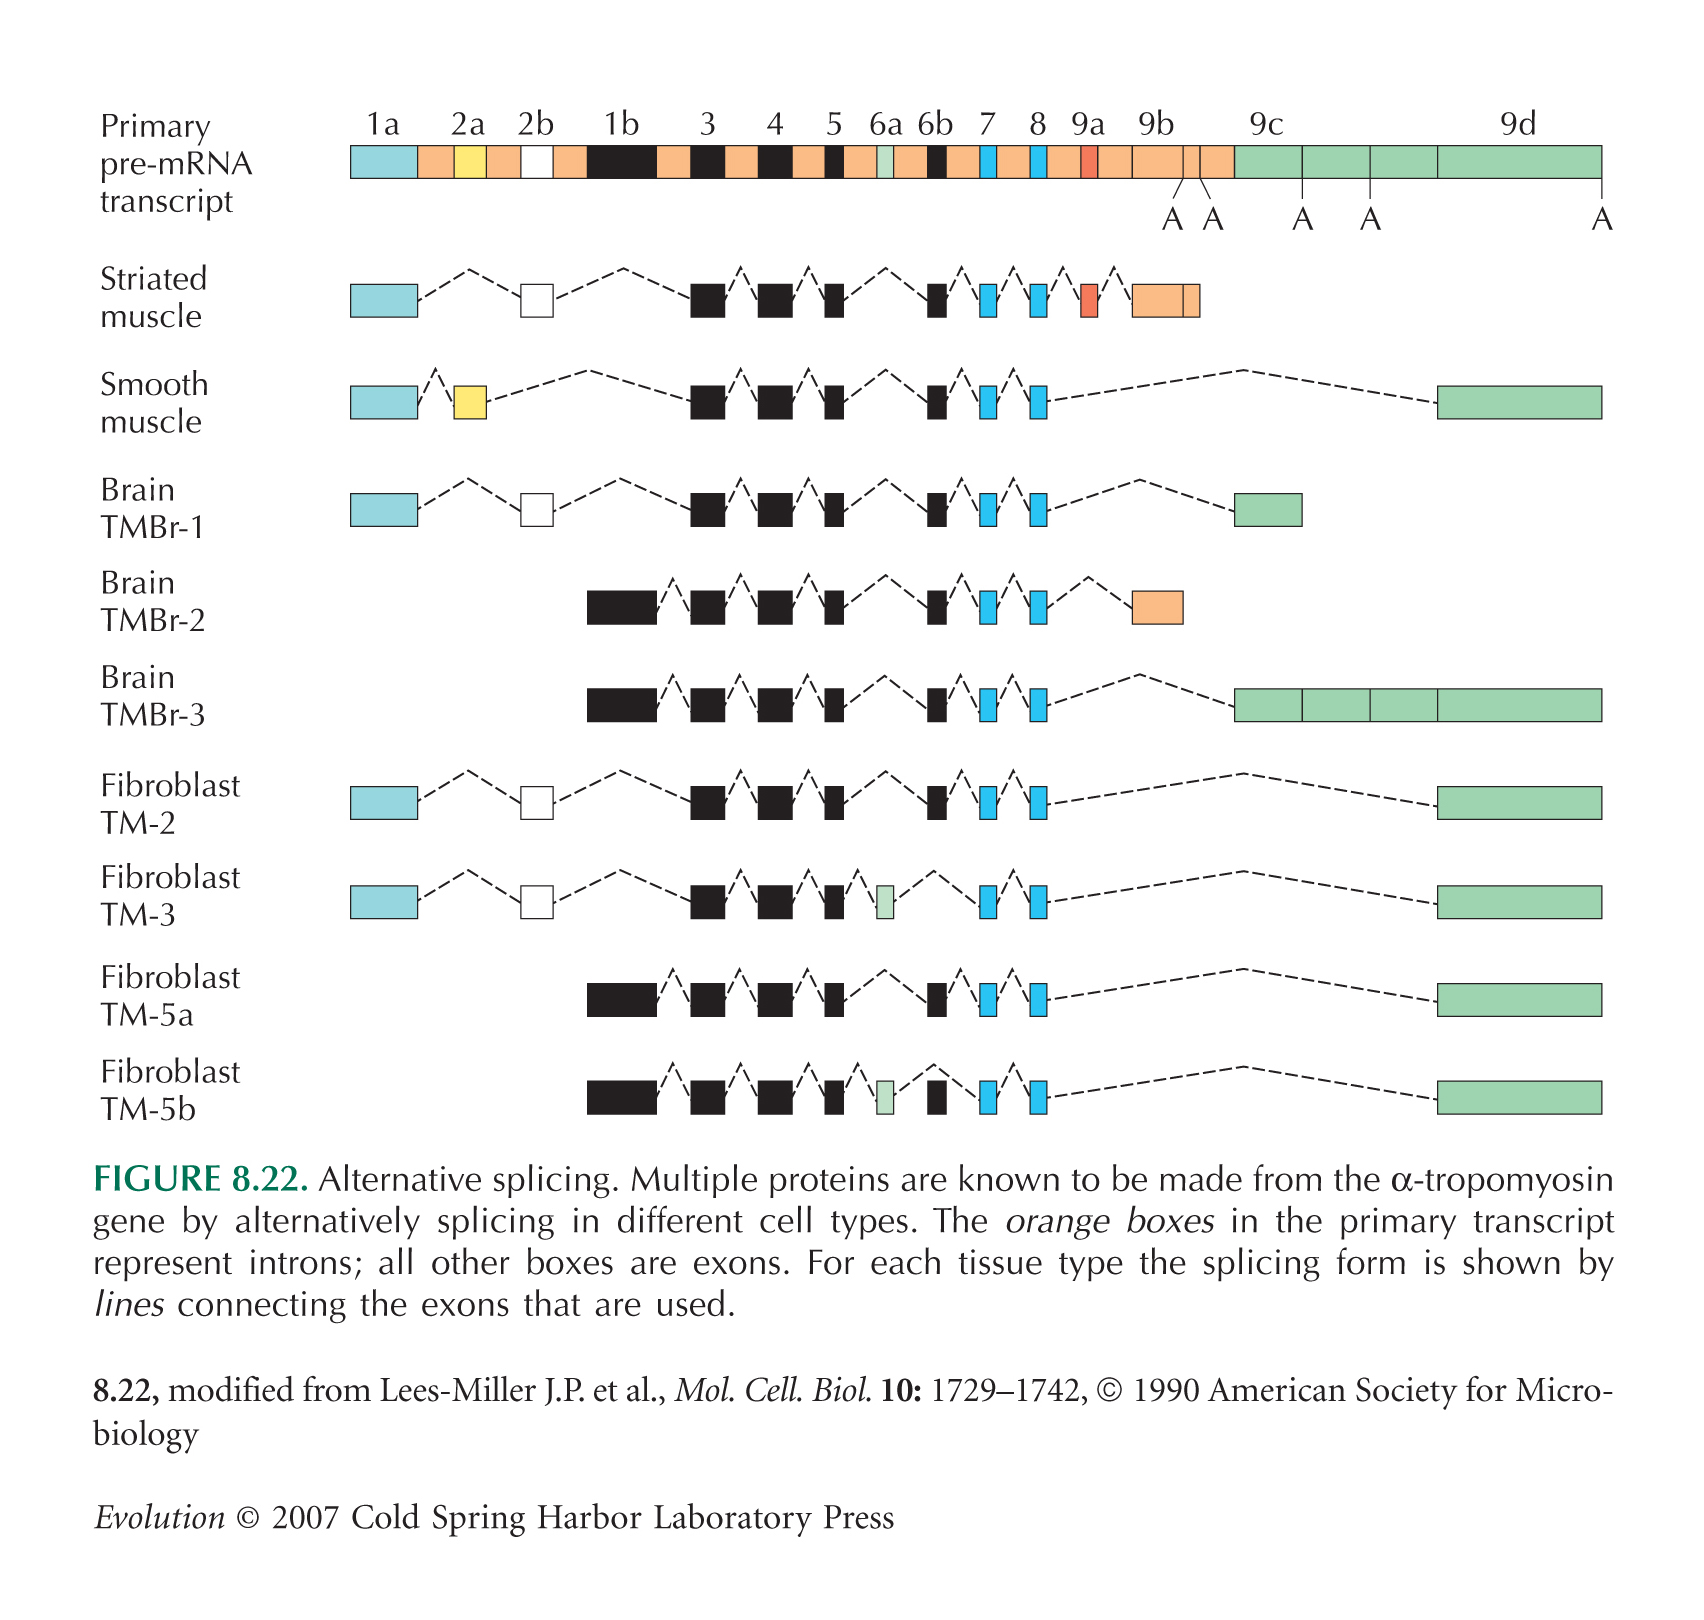 Primary
pre-mRNA
transcript
1a 2a 2b 1b 3 4 5 6a 6b 7 8 9a 9b 9c 9d
A A A A A
Striated
muscle
Smooth
muscle
Brain
TMBr-1
Brain
TMBr-2
Brain
TMBr-3
Fibroblast
TM-2
Fibroblast
TM-3
Fibroblast
TM-5a
Fibroblast
TM-5b
FIGURE 8.22. Alternative splicing. Multiple proteins are known to be made from the α-tropomyosin
gene by alternatively splicing in different cell types. The orange boxes in the primary transcript
represent introns; all other boxes are exons. For each tissue type the splicing form is shown by
lines connecting the exons that are used.
8.22, modified from Lees-Miller J.P. et al., Mol. Cell. Biol. 10: 1729–1742, © 1990 American Society for Micro-
biology
Evolution © 2007 Cold Spring Harbor Laboratory Press